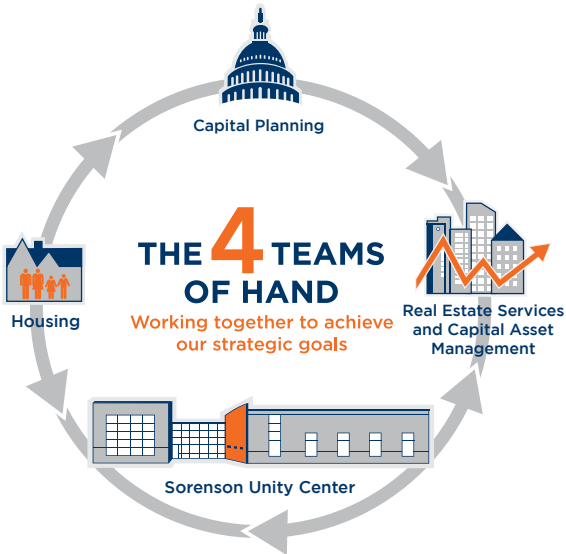 Capital Planning
THE 4 TEAMS
OF HAND
Working together to achieve
our strategic goals
Housing
Real Estate Services
and Capital Asset
Management
Sorenson Unity Center